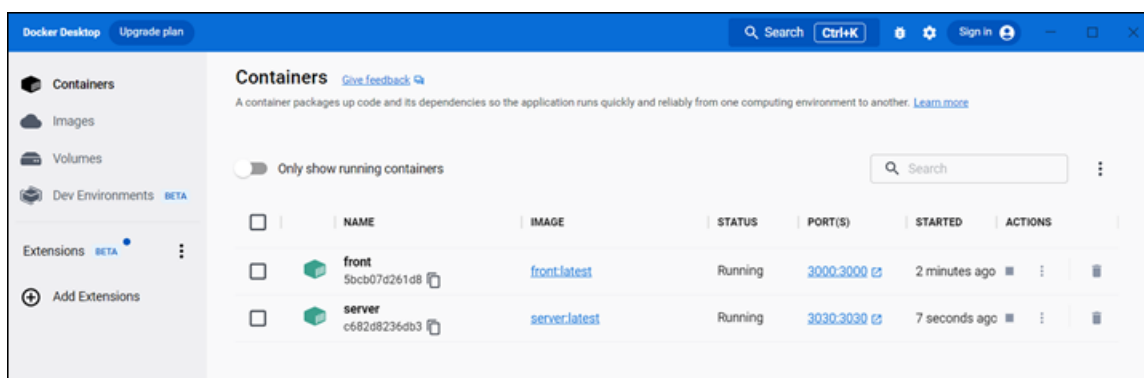 Docker Desktop Upgrade plan Search Ctrl+K Sign in
Containers
Images
Volumes
Dev Environments BETA
Extensions BETA
Add Extensions
Containers Give feedback
A container packages up code and its dependencies so the application runs quickly and reliably from one computing environment to another. Learn more
Only show running containers Search
NAME IMAGE STATUS PORT(S) STARTED ACTIONS
front
5bcb07d261d8
front:latest Running 3000:3000 2 minutes ago
server
c682d8236db3
server:latest Running 3030:3030 7 seconds ago